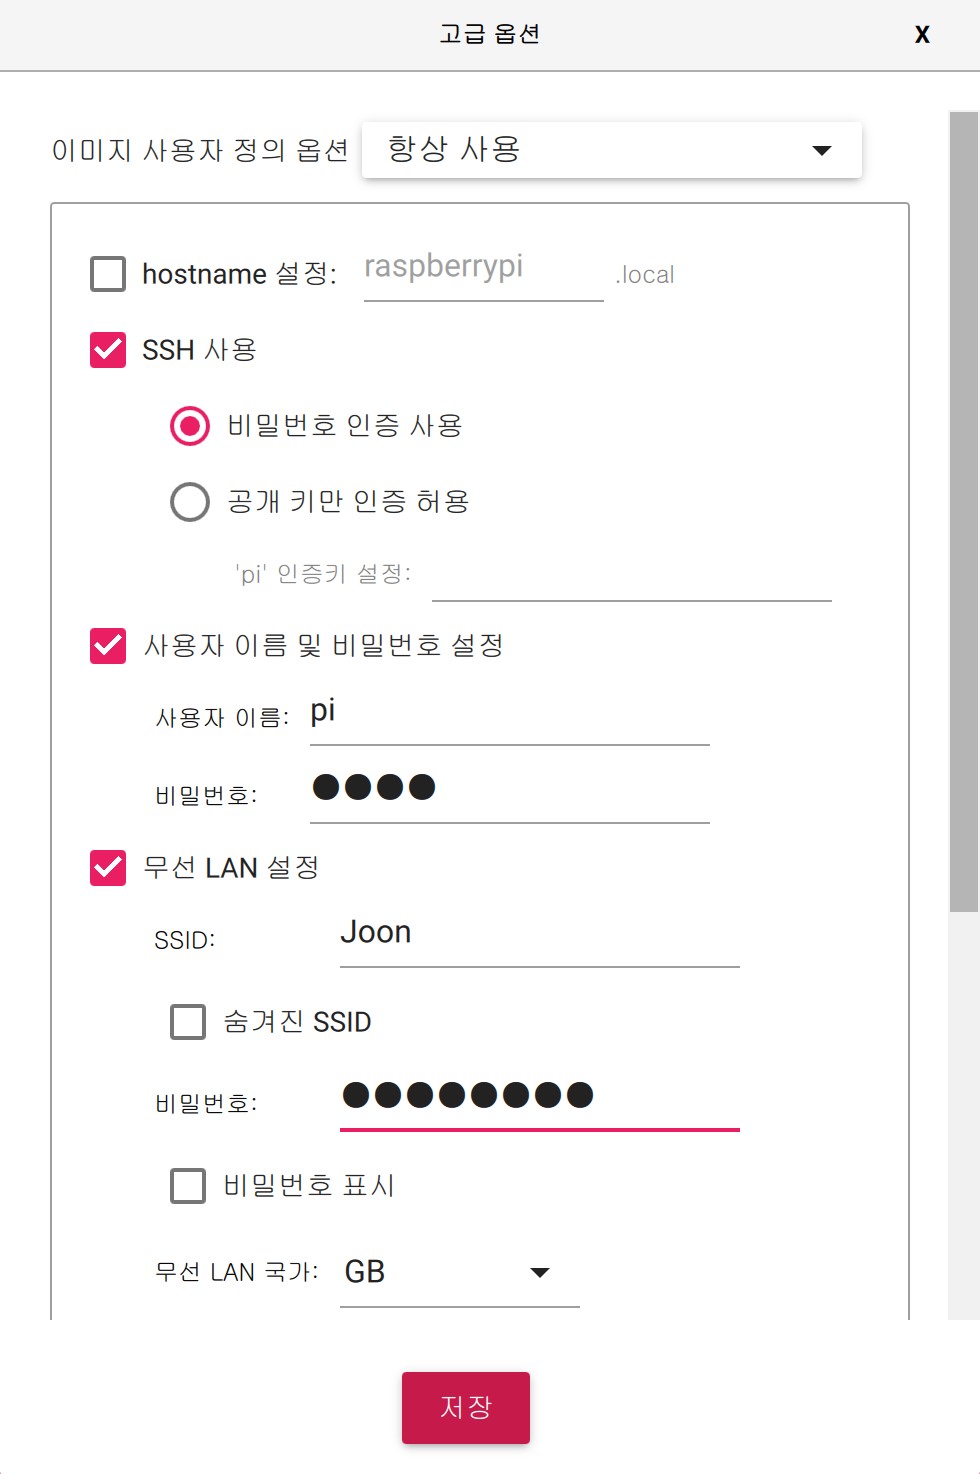 고급 옵션 X
이미지 사용자 정의 옵션 항상 사용
hostname 설정: raspberrypi .local
SSH 사용
비밀번호 인증 사용
공개 키만 인증 허용
'pi' 인증키 설정:
사용자 이름 및 비밀번호 설정
사용자 이름: pi
비밀번호: ●●●●
무선 LAN 설정
SSID: Joon
숨겨진 SSID
비밀번호: ●●●●●●●●
비밀번호 표시
무선 LAN 국가: GB
저장